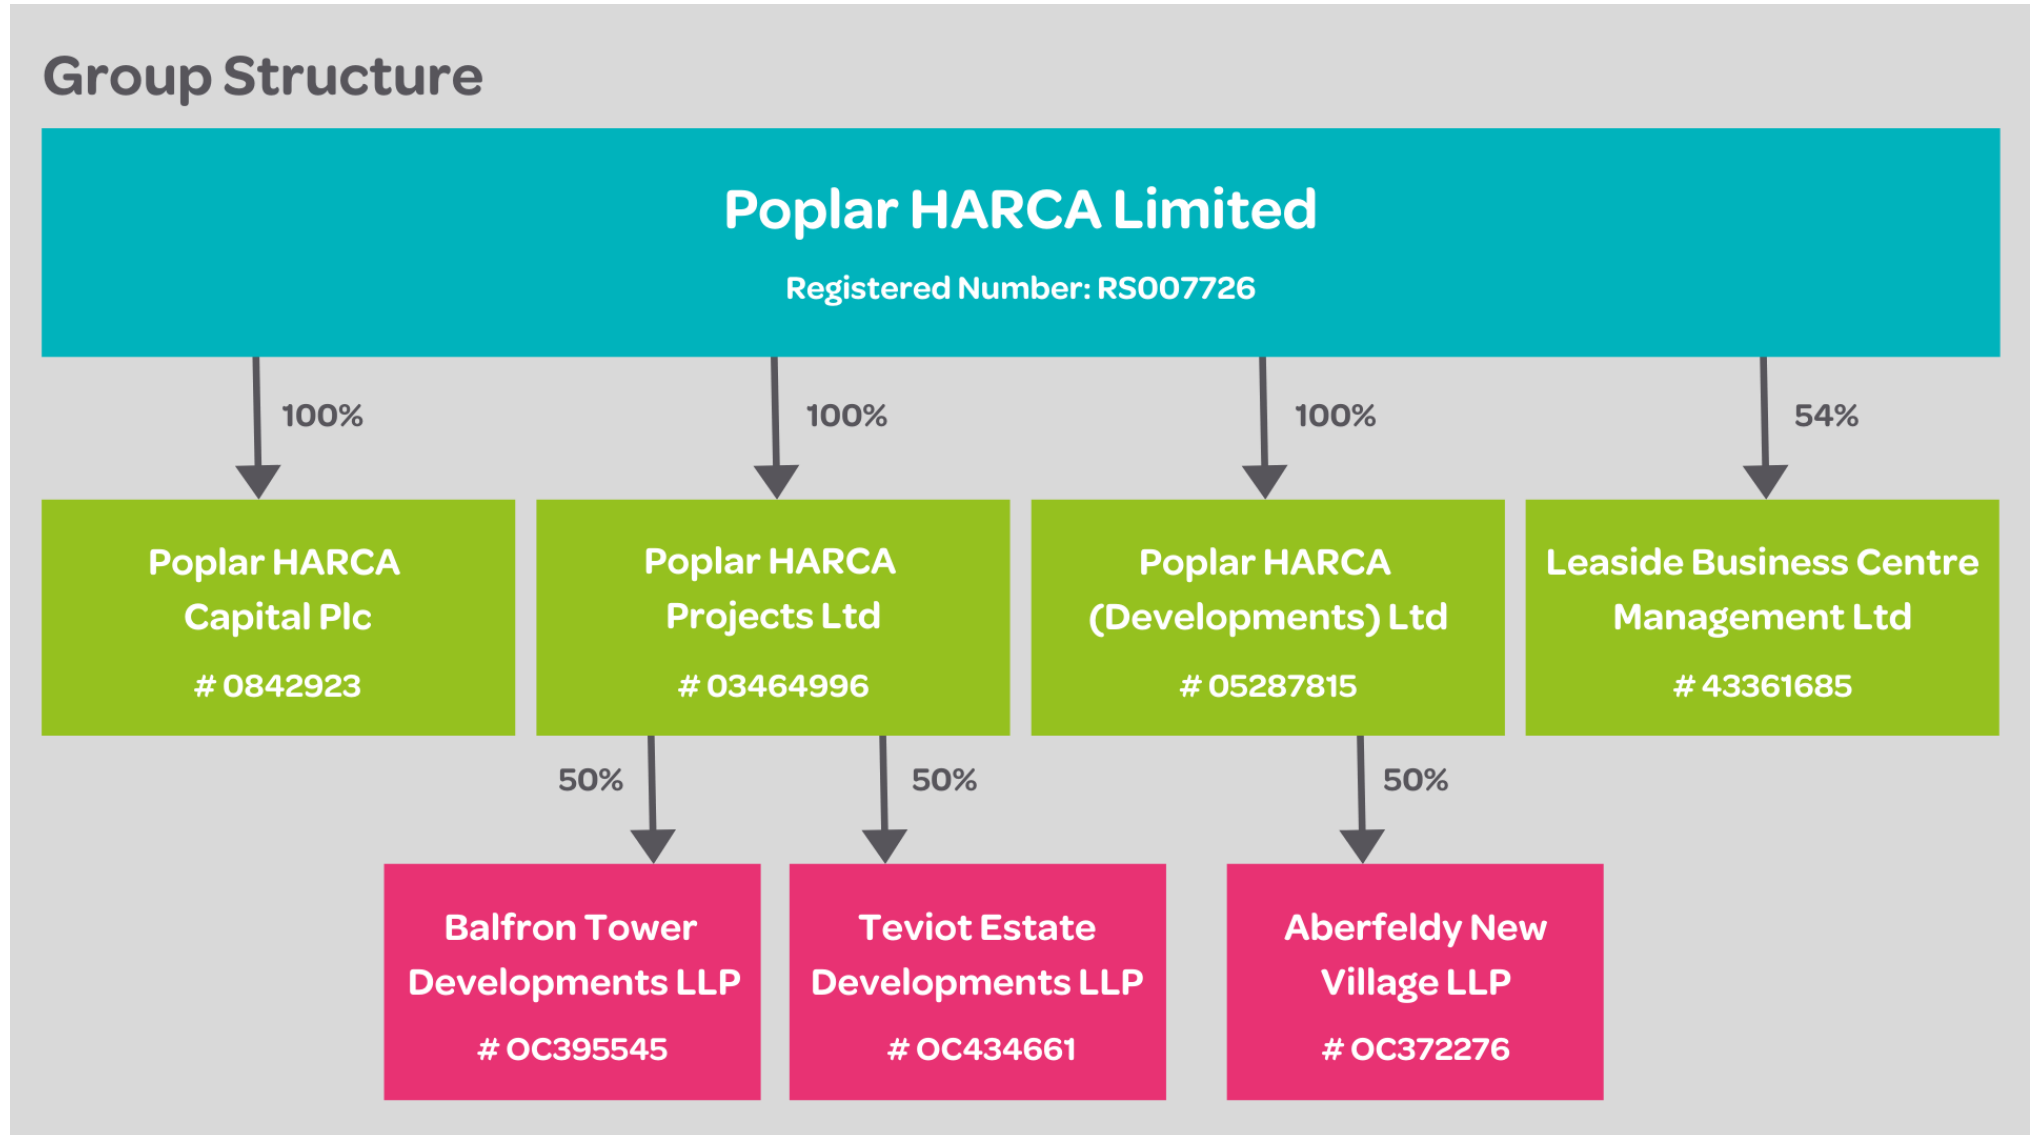 Group Structure
Poplar HARCA Limited
Registered Number: RS007726
100%
100%
100%
54%
Poplar HARCA
Capital Plc
# 0842923
Poplar HARCA
Projects Ltd
# 03464996
Poplar HARCA
(Developments) Ltd
# 05287815
Leaside Business Centre
Management Ltd
# 43361685
50%
50%
50%
Balfron Tower
Developments LLP
# OC395545
Teviot Estate
Developments LLP
# OC434661
Aberfeldy New
Village LLP
# OC372276